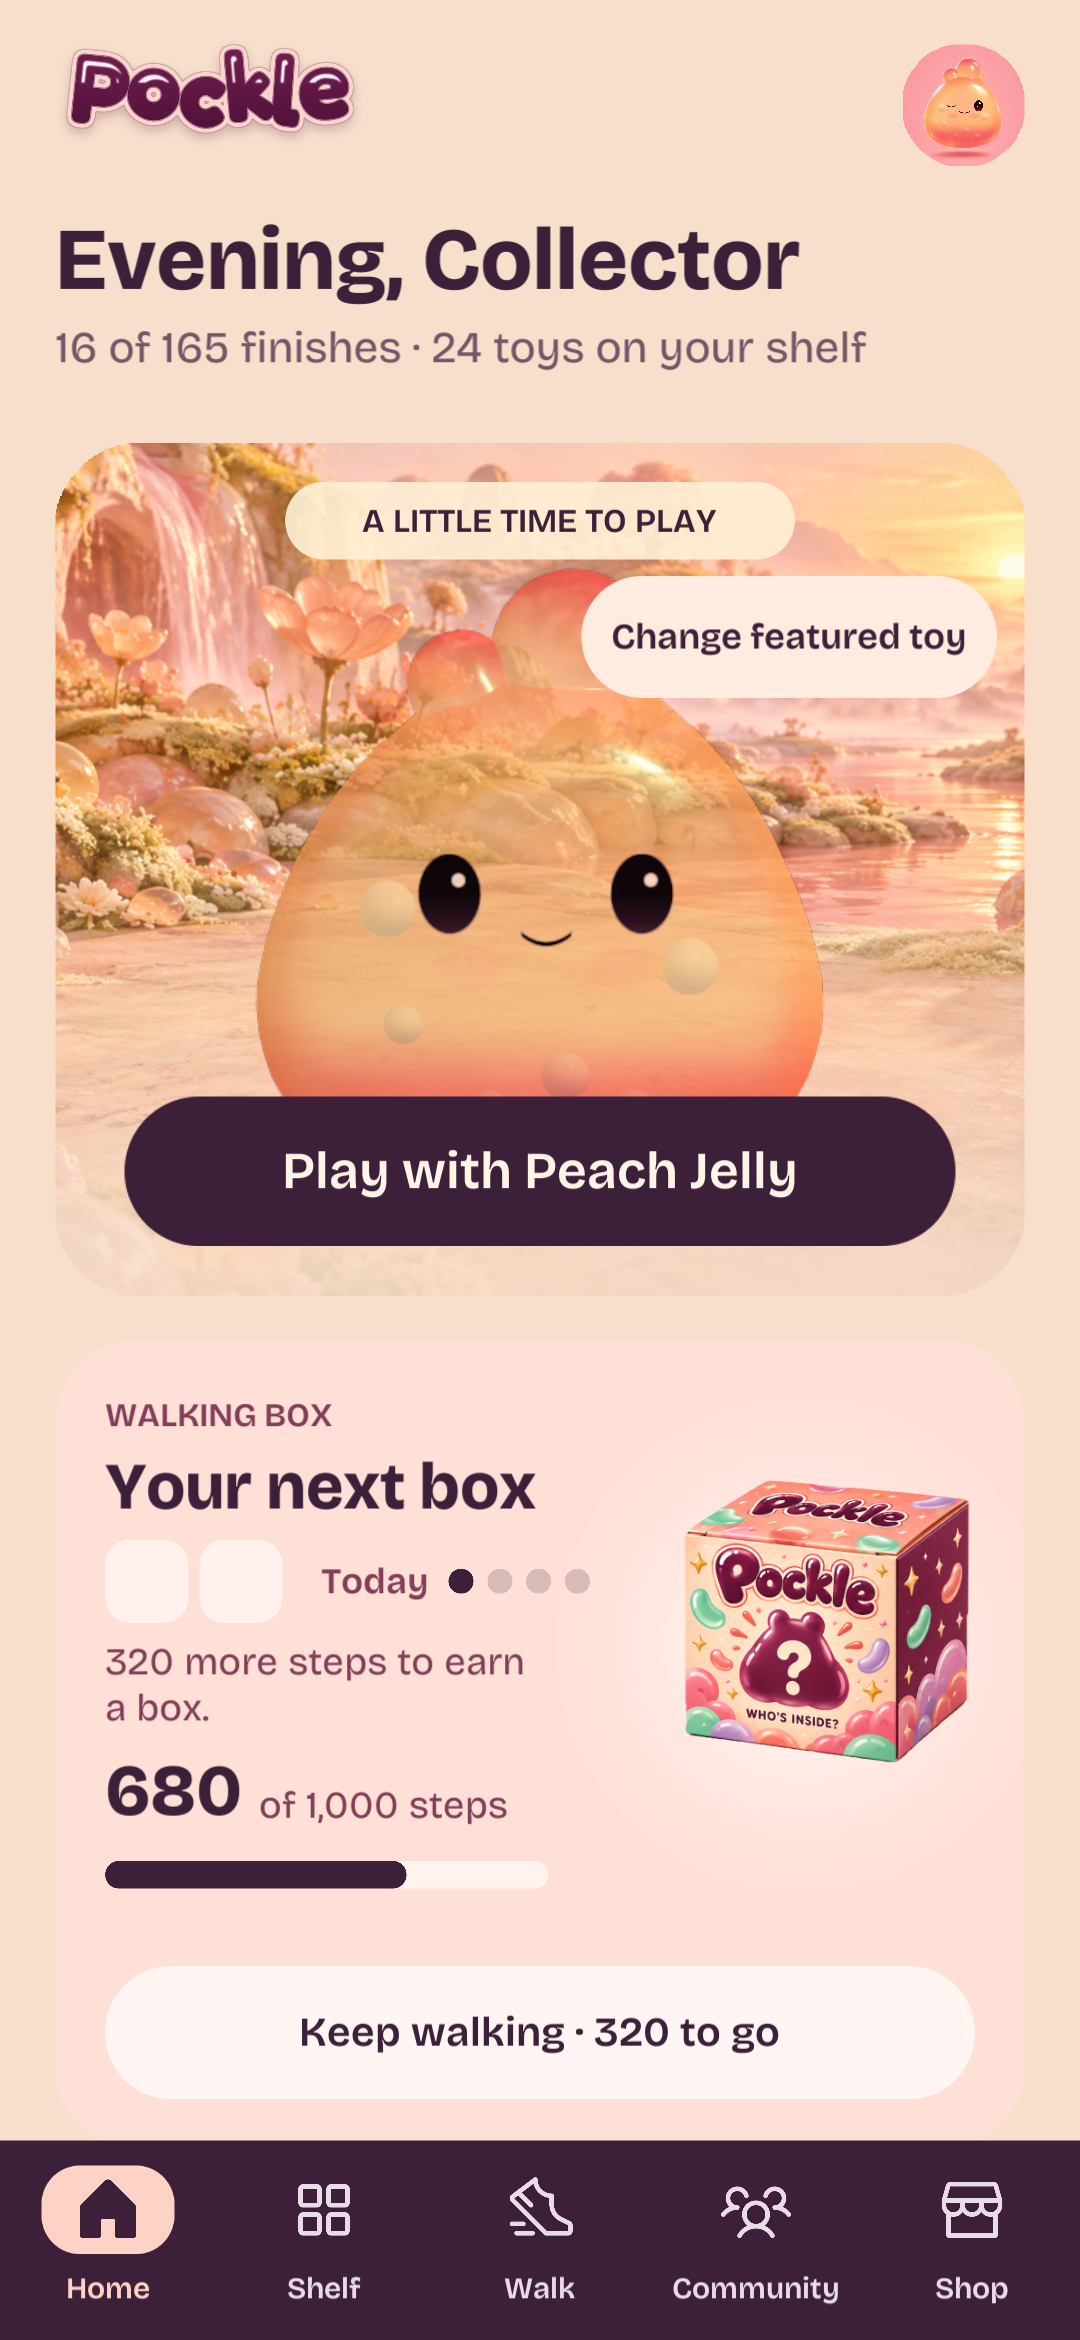 Pockle
Evening, Collector
16 of 165 finishes · 24 toys on your shelf
A LITTLE TIME TO PLAY
Change featured toy
Play with Peach Jelly
WALKING BOX
Your next box
Today
320 more steps to earn
a box.
680 of 1,000 steps
Pockle
Pockle
?
WHO'S INSIDE?
Keep walking · 320 to go
Home
Shelf
Walk
Community
Shop